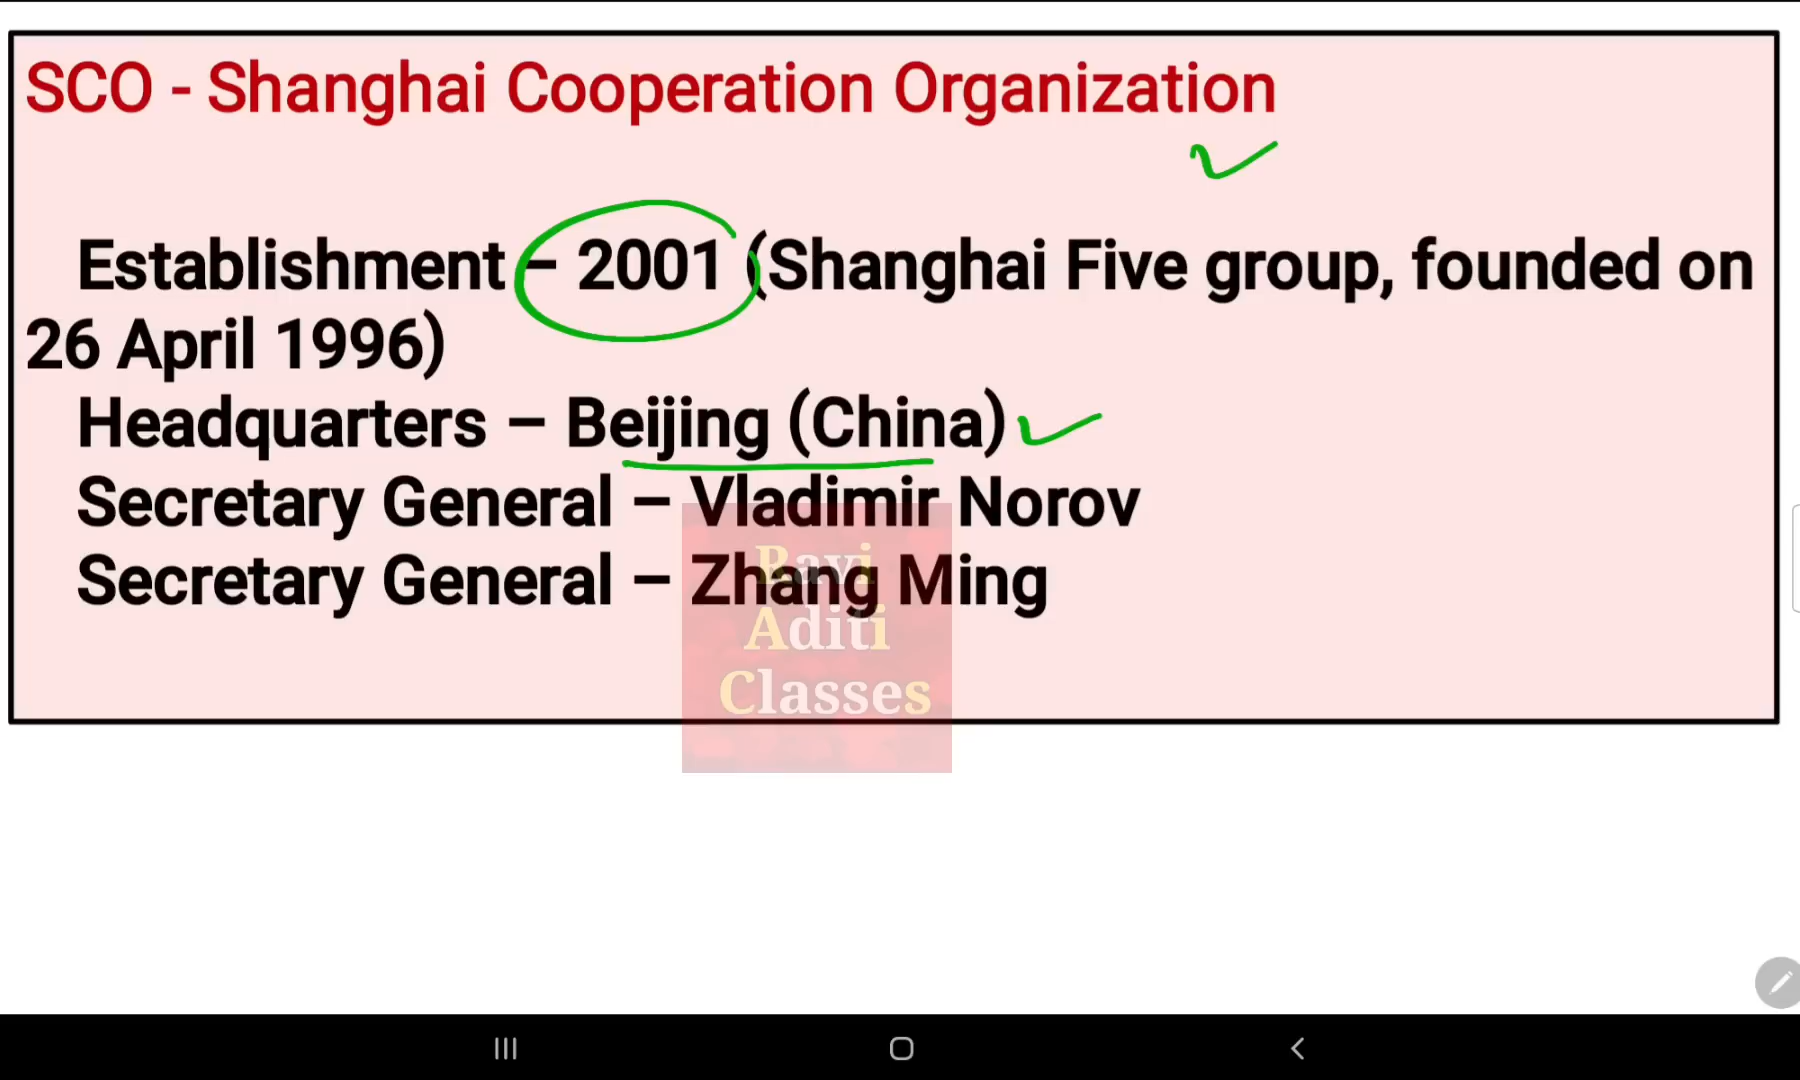 SCO - Shanghai Cooperation Organization
Establishment – 2001 (Shanghai Five group, founded on
26 April 1996)
Headquarters – Beijing (China)
Secretary General – Vladimir Norov
Secretary General – Zhang Ming
Ravi
Aditi
Classes